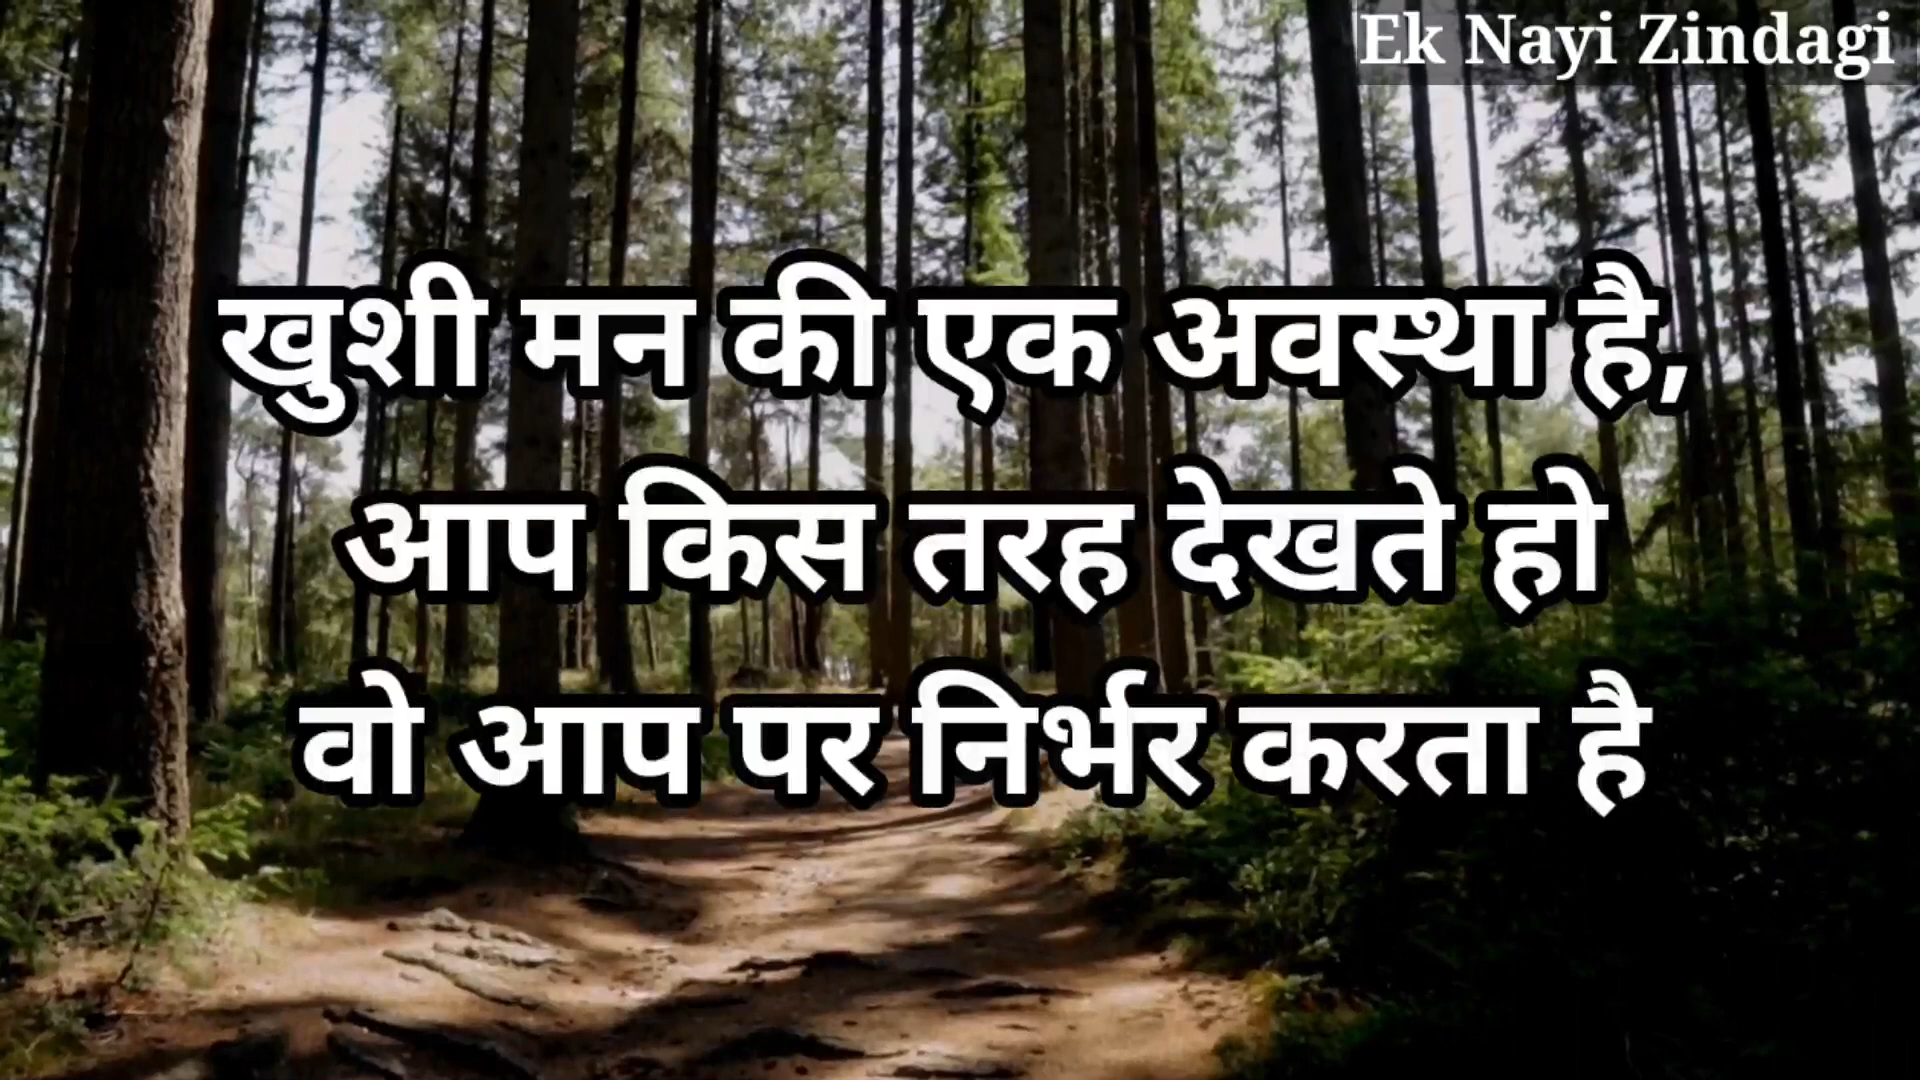 Ek Nayi Zindagi
खुशी मन की एक अवस्था है,
आप किस तरह देखते हो
वो आप पर निर्भर करता है